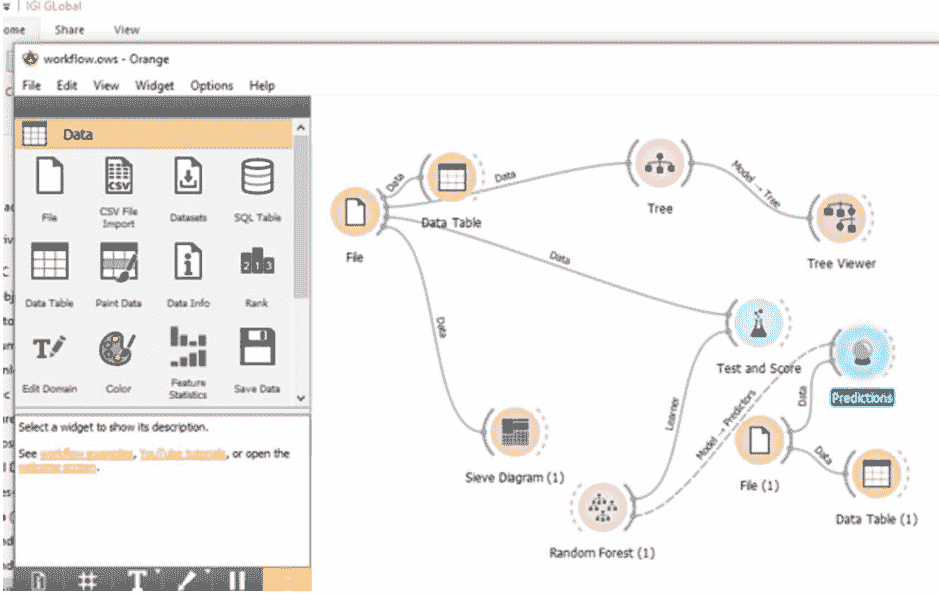 IGI GLobal
ome Share View
workflow.ows - Orange
File Edit View Widget Options Help
Data
File
CSV File Import
Datasets
SQL Table
Data Table
Paint Data
Data Info
Rank
Edit Domain
Color
Feature Statistics
Save Data
Select a widget to show its description.
See workflow examples, YouTube tutorials, or open the
welcome screen.
File
Data
Data Table
Data
Tree
Model → Tree
Tree Viewer
Data
Data
Test and Score
Sieve Diagram (1)
Learner
Model → Predictors
Random Forest (1)
Predictions
Data
File (1)
Data
Data Table (1)